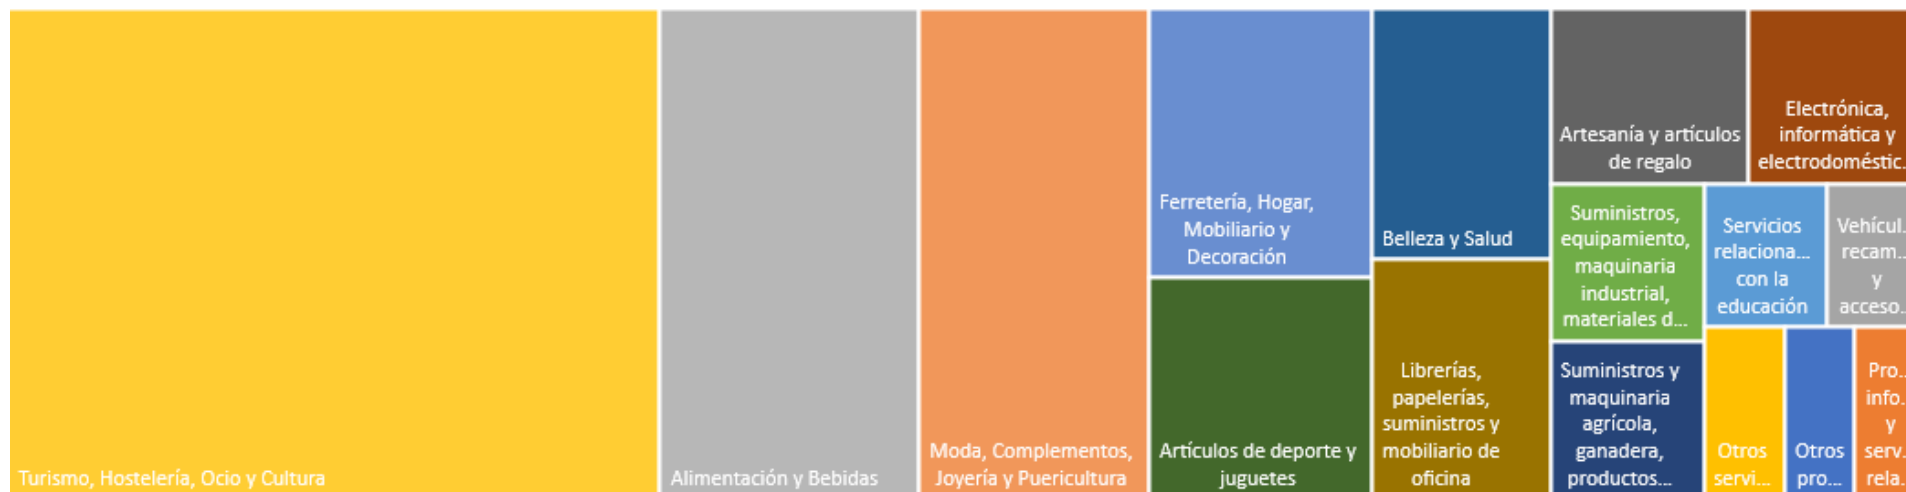 Turismo, Hostelería, Ocio y Cultura
Alimentación y Bebidas
Moda, Complementos,
Joyería y Puericultura
Ferretería, Hogar,
Mobiliario y
Decoración
Artículos de deporte y
juguetes
Belleza y Salud
Librerías,
papelerías,
suministros y
mobiliario de
oficina
Artesanía y artículos
de regalo
Electrónica,
informática y
electrodoméstic...
Suministros,
equipamiento,
maquinaria
industrial,
materiales d...
Servicios
relaciona...
con la
educación
Vehícul...
recam...
y
acceso...
Suministros y
maquinaria
agrícola,
ganadera,
productos...
Otros
servi...
Otros
pro...
Pro...
info...
y
serv...
rela...